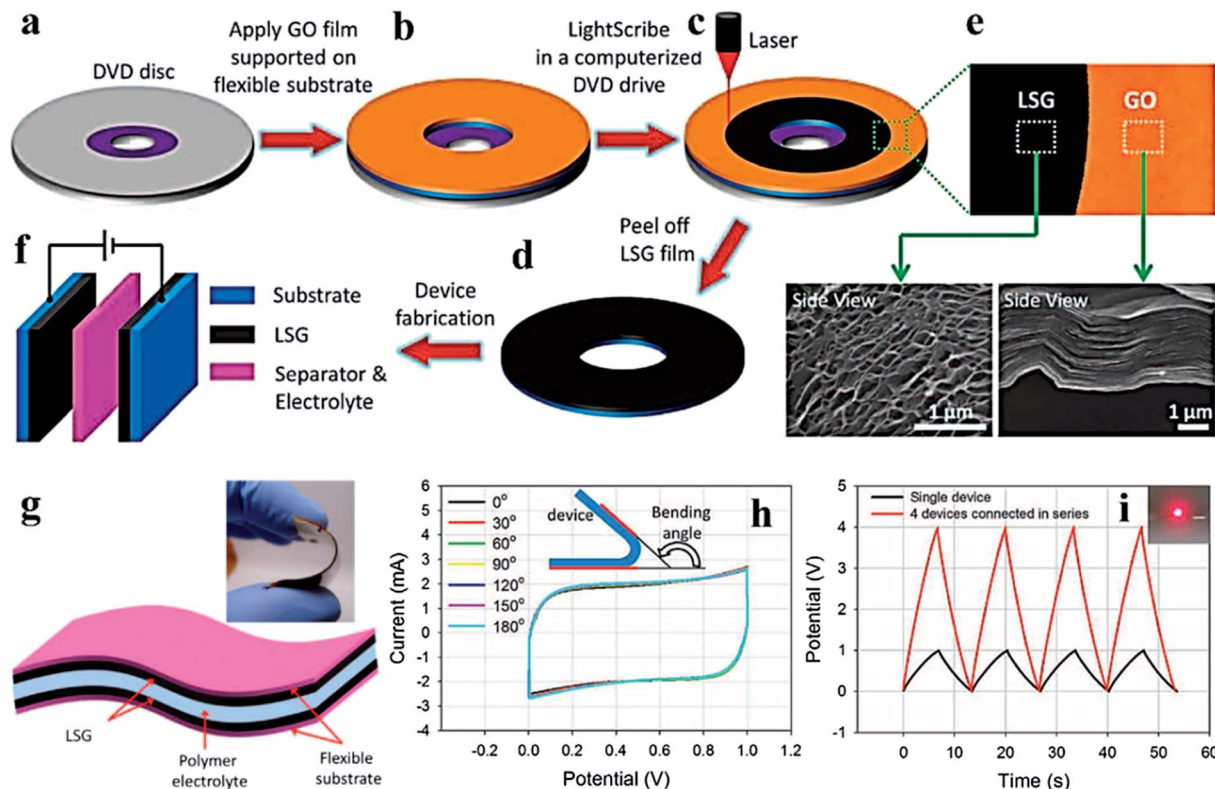 a
DVD disc
Apply GO film
supported on
flexible substrate
b
LightScribe
in a computerized
DVD drive
c
Laser
e
LSG
GO
Peel off
LSG film
d
Device
fabrication
f
Substrate
LSG
Separator &
Electrolyte
Side View
1 μm
Side View
1 μm
g
LSG
Polymer
electrolyte
Flexible
substrate
h
Current (mA)
6
5
4
3
2
1
0
-1
-2
-3
-4
0°
30°
60°
90°
120°
150°
180°
device
Bending
angle
-0.2
0.0
0.2
0.4
0.6
0.8
1.0
1.2
Potential (V)
i
Potential (V)
5
4
3
2
1
0
-1
Single device
4 devices connected in series
0
10
20
30
40
50
60
Time (s)